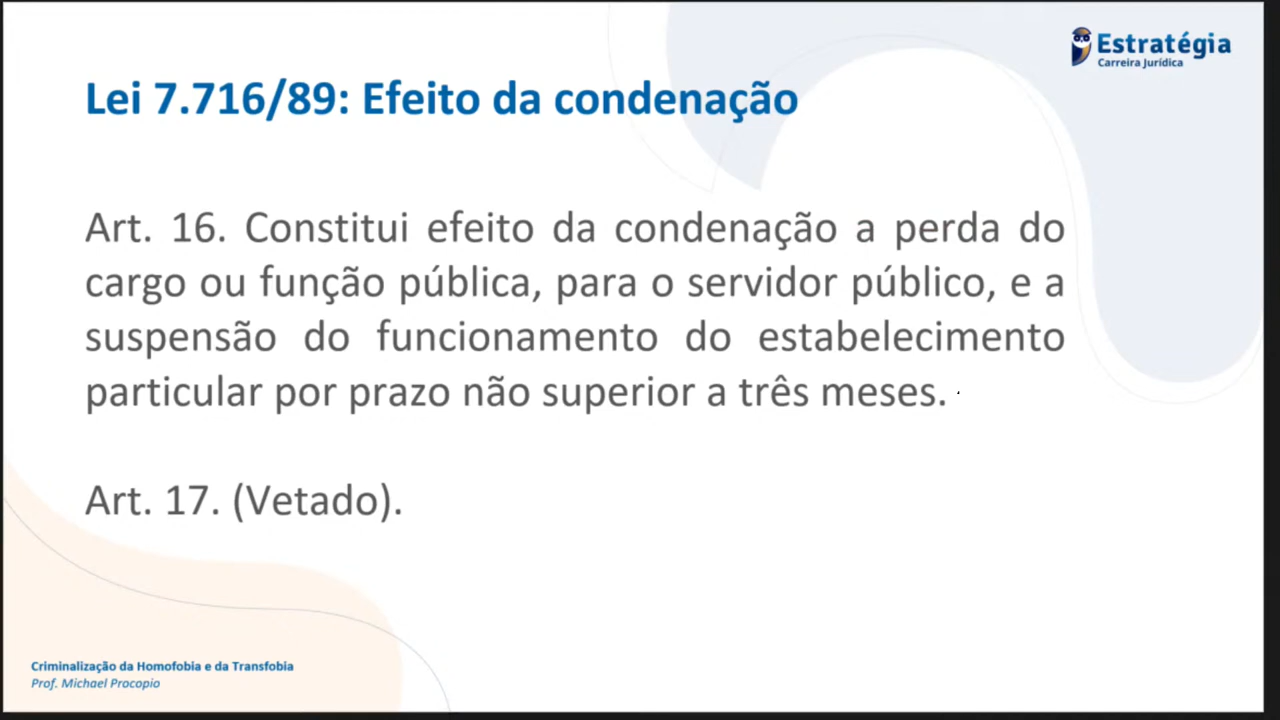 Estratégia
Carreira Jurídica
Lei 7.716/89: Efeito da condenação
Art. 16. Constitui efeito da condenação a perda do
cargo ou função pública, para o servidor público, e a
suspensão do funcionamento do estabelecimento
particular por prazo não superior a três meses.
Art. 17. (Vetado).
Criminalização da Homofobia e da Transfobia
Prof. Michael Procopio